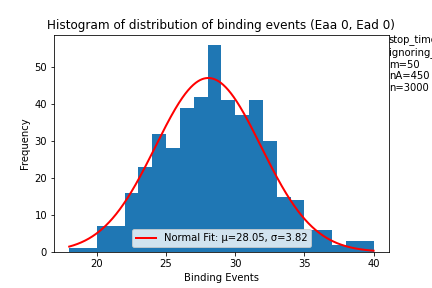 Histogram of distribution of binding events (Eaa 0, Ead 0)
stop_time
ignoring_
m=50
nA=450
n=3000
Frequency
50
40
30
20
10
0
Normal Fit: μ=28.05, σ=3.82
20 25 30 35 40
Binding Events